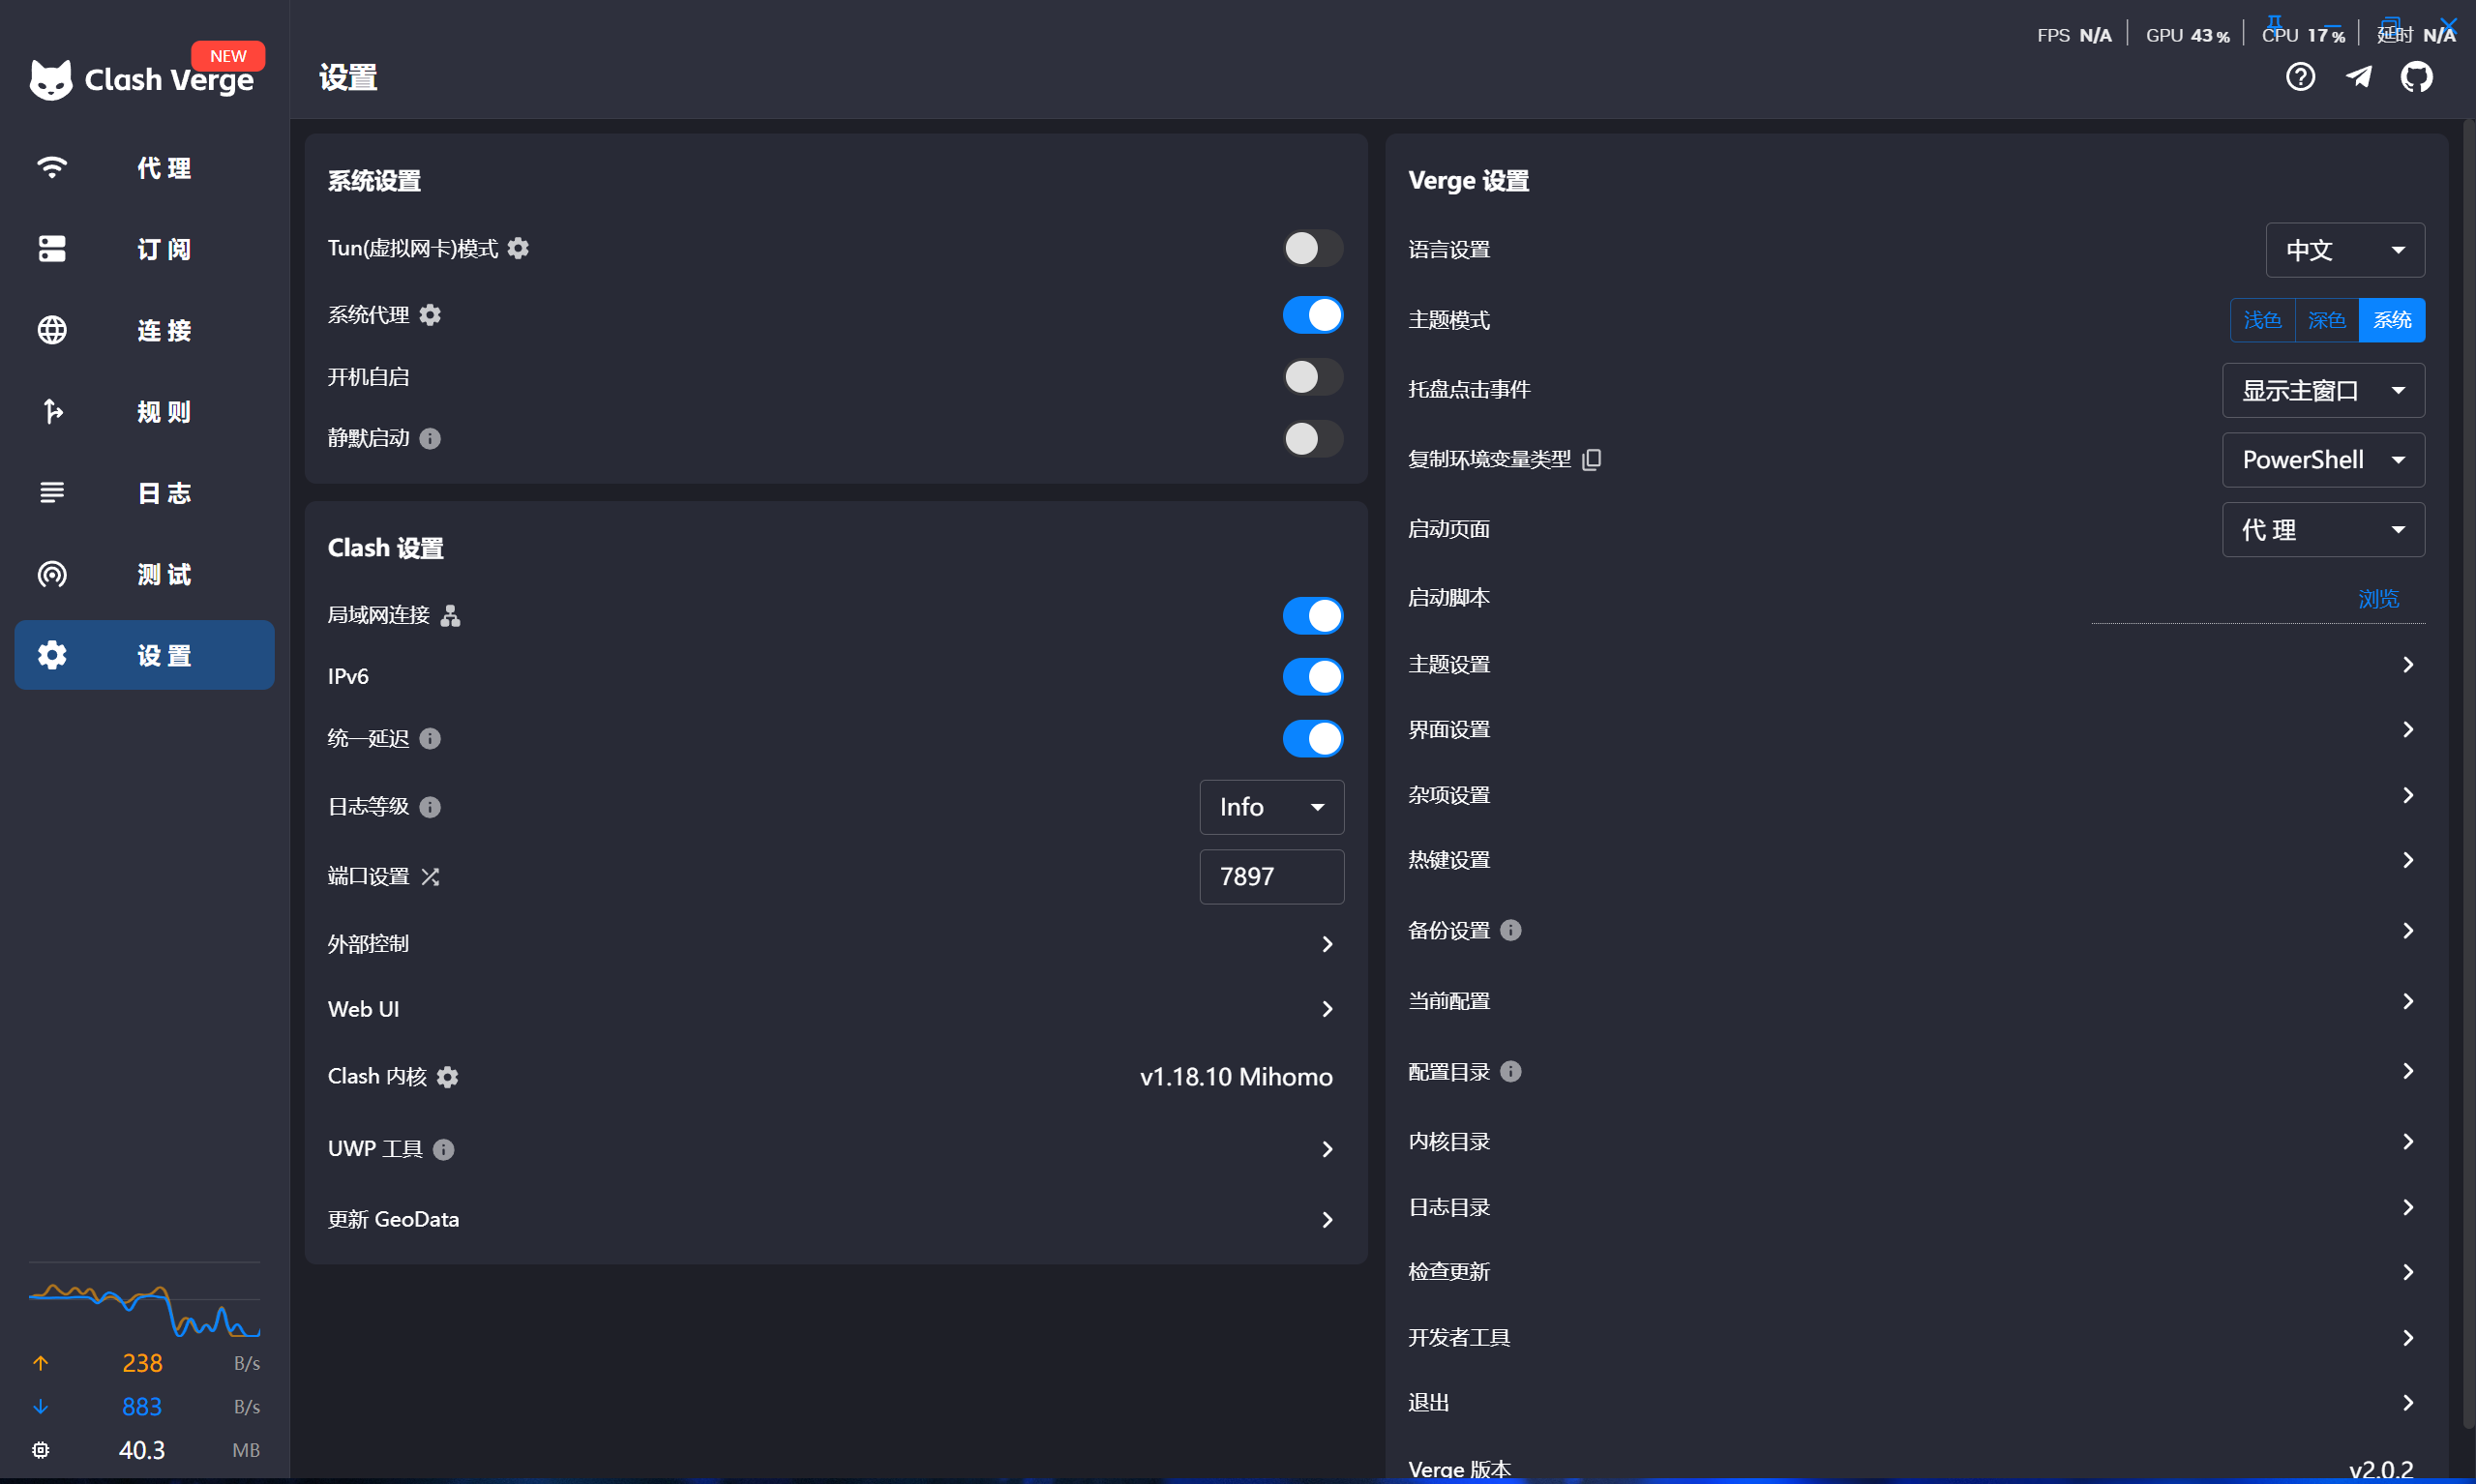 FPS N/A GPU 43 % CPU 17 % 延时 N/A
NEW
Clash Verge
代 理
订 阅
连 接
规 则
日 志
测 试
设 置
238 B/s
883 B/s
40.3 MB
设置
系统设置
Tun(虚拟网卡)模式
系统代理
开机自启
静默启动
Clash 设置
局域网连接
IPv6
统一延迟
日志等级 Info
端口设置 7897
外部控制
Web UI
Clash 内核 v1.18.10 Mihomo
UWP 工具
更新 GeoData
Verge 设置
语言设置 中文
主题模式 浅色 深色 系统
托盘点击事件 显示主窗口
复制环境变量类型 PowerShell
启动页面 代 理
启动脚本 浏览
主题设置
界面设置
杂项设置
热键设置
备份设置
当前配置
配置目录
内核目录
日志目录
检查更新
开发者工具
退出
Verge 版本 v2.0.2